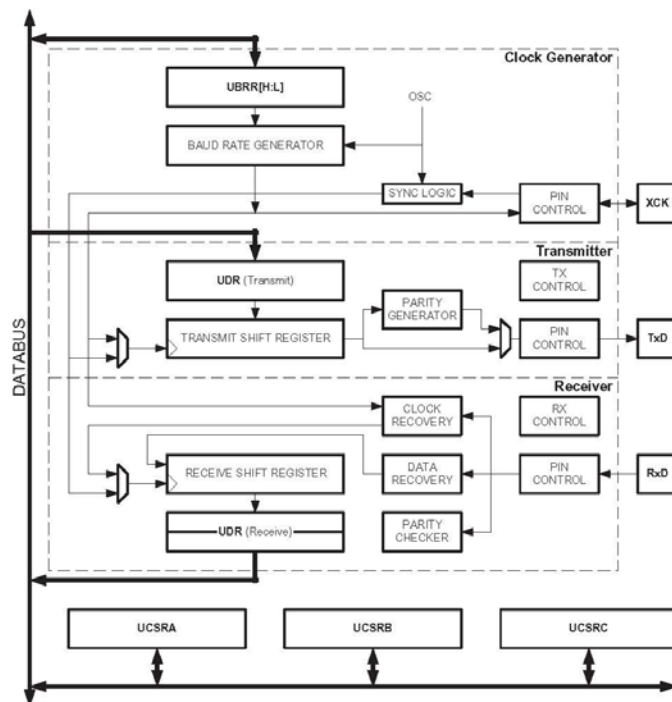 Clock Generator
UBRR[H:L]
OSC
BAUD RATE GENERATOR
SYNC LOGIC
PIN
CONTROL
XCK
Transmitter
UDR (Transmit)
TX
CONTROL
PARITY
GENERATOR
TRANSMIT SHIFT REGISTER
PIN
CONTROL
TxD
DATABUS
Receiver
CLOCK
RECOVERY
RX
CONTROL
RECEIVE SHIFT REGISTER
DATA
RECOVERY
PIN
CONTROL
RxD
UDR (Receive)
PARITY
CHECKER
UCSRA
UCSRB
UCSRC